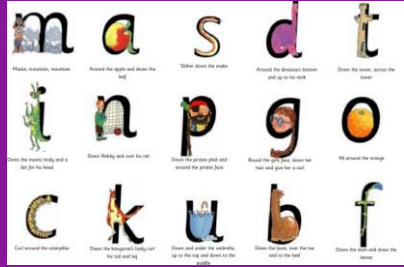 m a s d t
Maisie, mountain, mountain
Around the apple and down the
leaf
Slither down the snake
Around the dinosaurs bottom
and up to his neck
Down the tower, across the
tower
i n p g o
Down the insects body and a
dot for his head.
Down Nobby and over his net
Down the pirates plait and
around the pirates face
Round the girls face, down her
hair and give her a curl
All around the orange
c k u b f
Curl around the caterpillar
Down the kangaroo's body curl
his tail and leg
Down and under the umbrella,
up to the top and down to the
puddle
Down the boot, over the toe
and to the heel
Down the stem and draw the
leaves